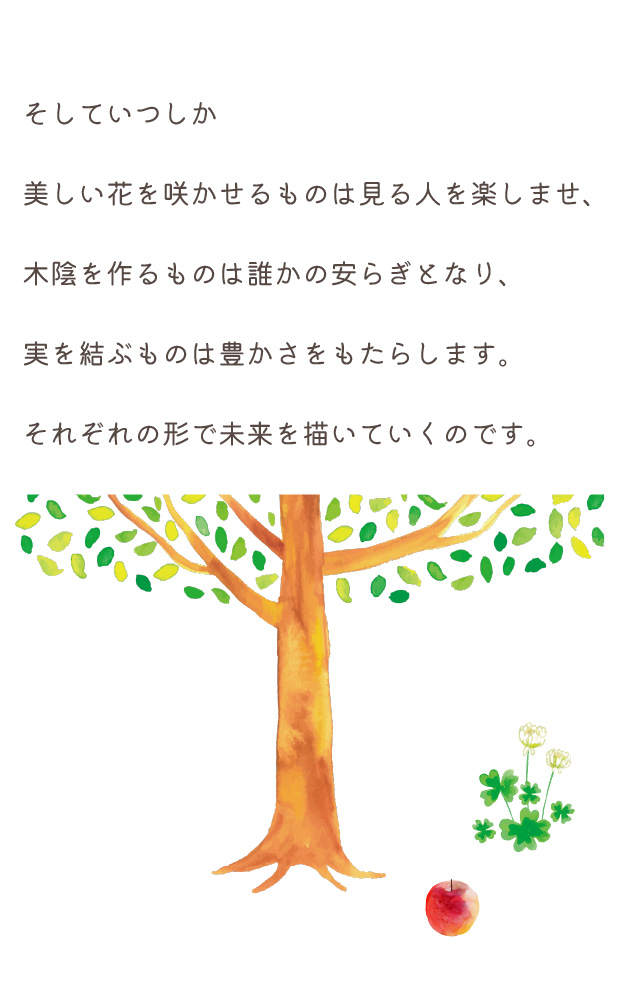 そしていつしか
美しい花を咲かせるものは見る人を楽しませ、
木陰を作るものは誰かの安らぎとなり、
実を結ぶものは豊かさをもたらします。
それぞれの形で未来を描いていくのです。